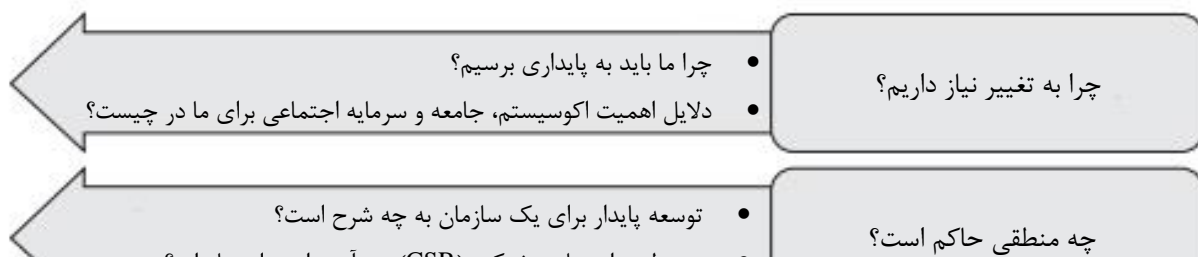 چرا به تغییر نیاز داریم؟
• چرا ما باید به پایداری برسیم؟
• دلایل اهمیت اکوسیستم، جامعه و سرمایه اجتماعی برای ما در چیست؟
چه منطقی حاکم است؟
• توسعه پایدار برای یک سازمان به چه شرح است؟
(CSR)